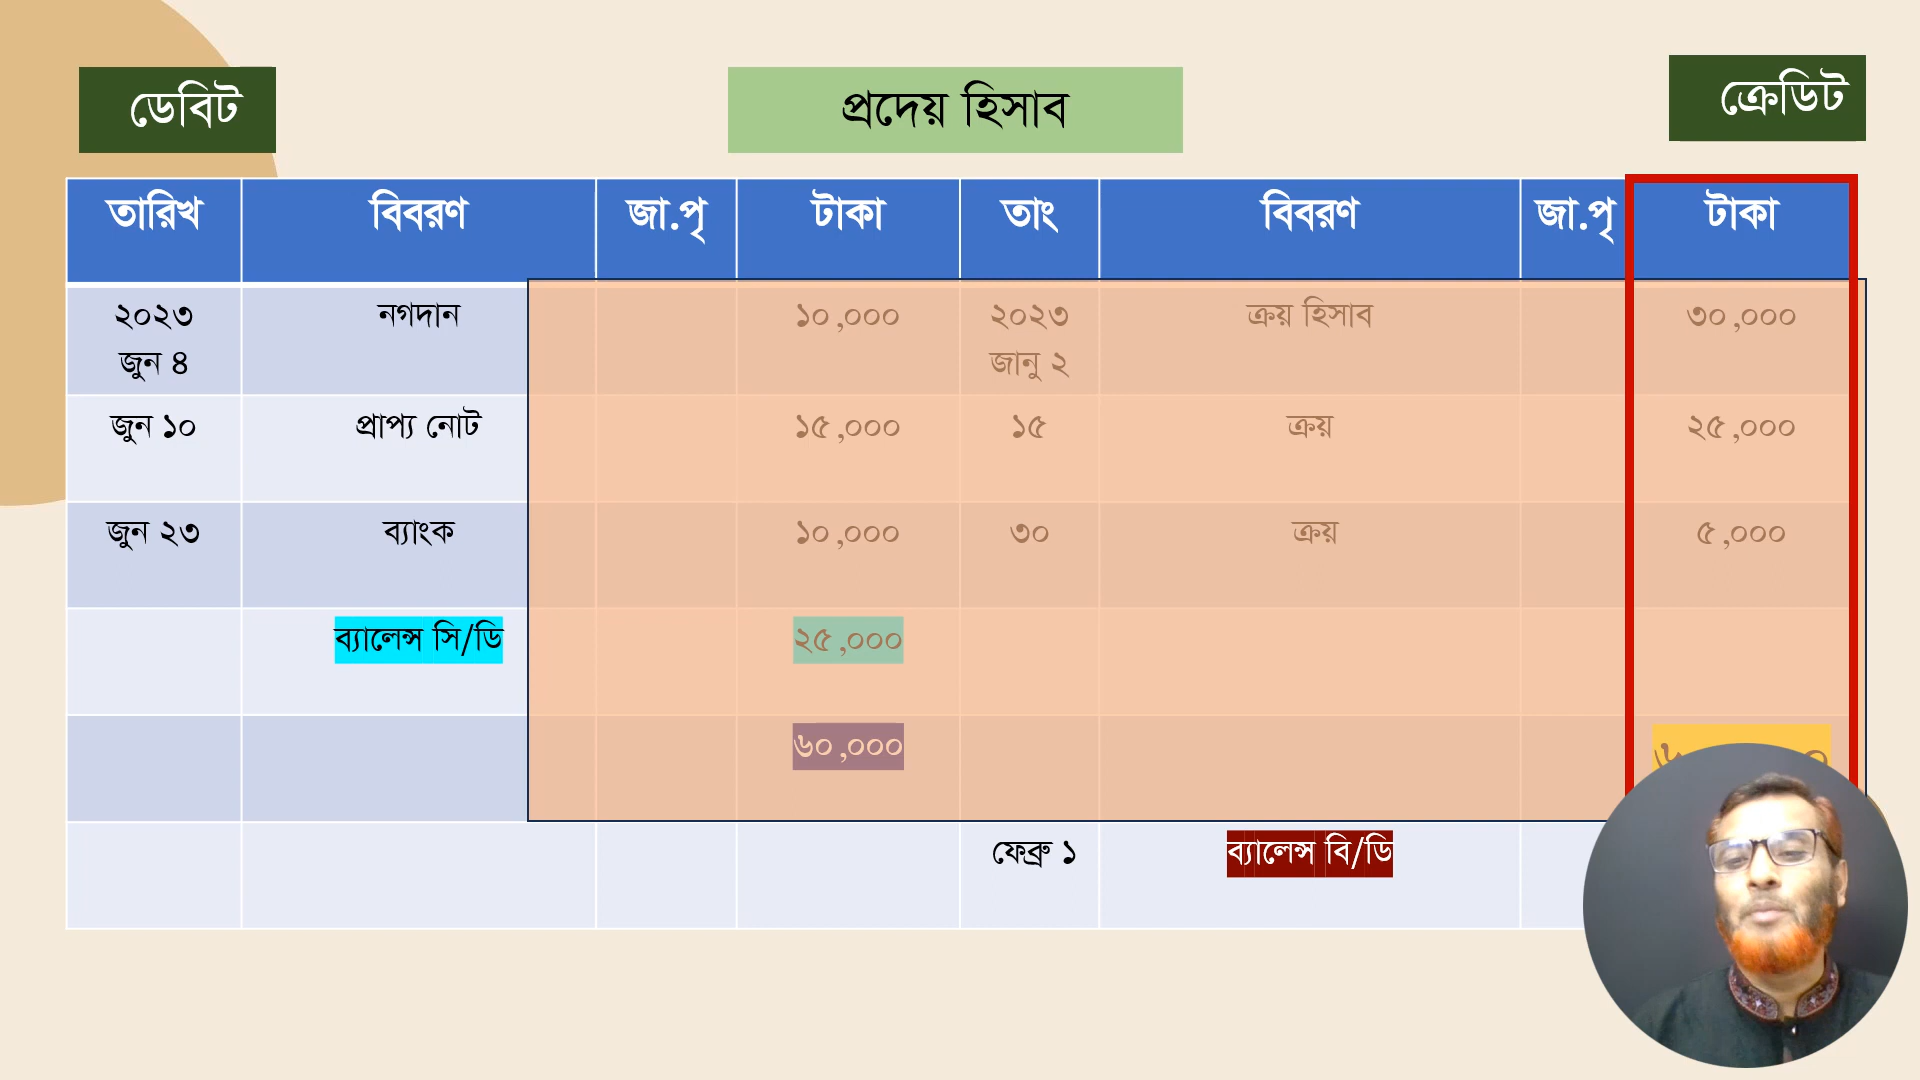 ডেবিট
প্রদেয় হিসাব
ক্রেডিট
তারিখ বিবরণ জা.পৃ টাকা তাং বিবরণ জা.পৃ টাকা
২০২৩ নগদান ১০,০০০ ২০২৩ ক্রয় হিসাব ৩০,০০০
জুন ৪ জানু ২
জুন ১০ প্রাপ্য নোট ১৫,০০০ ১৫ ক্রয় ২৫,০০০
জুন ২৩ ব্যাংক ১০,০০০ ৩০ ক্রয় ৫,০০০
ব্যালেন্স সি/ডি ২৫,০০০
৬০,০০০
ফেব্রু ১ ব্যালেন্স বি/ডি